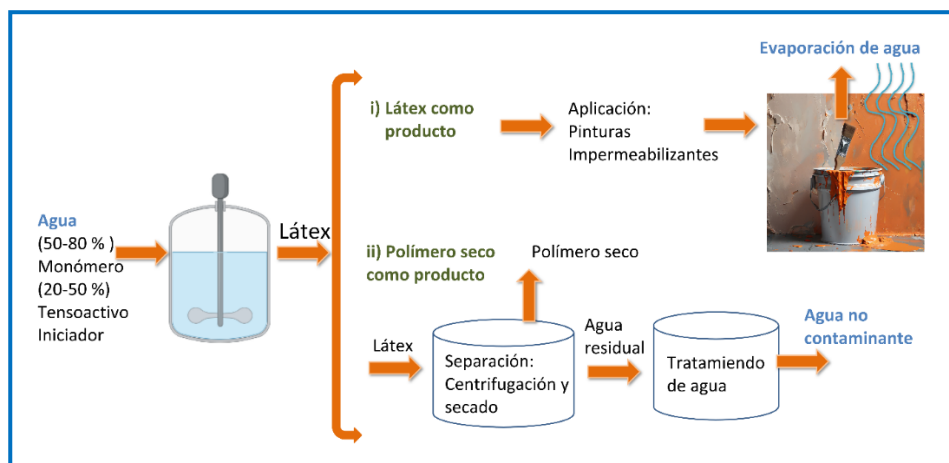 Agua
(50-80 % )
Monómero
(20-50 %)
Tensoactivo
Iniciador
Látex
i) Látex como
producto
Aplicación:
Pinturas
Impermeabilizantes
Evaporación de agua
ii) Polímero seco
como producto
Polímero seco
Látex
Separación:
Centrifugación y
secado
Agua
residual
Tratamiendo
de agua
Agua no
contaminante